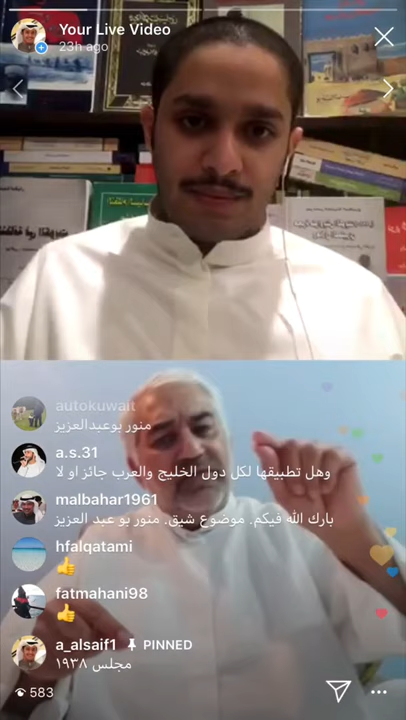 Your Live Video
23h ago
autokuwait
منور بوعبدالعزيز
a.s.31
وهل تطبيقها لكل دول الخليج والعرب جائز او لا
malbahar1961
بارك الله فيكم. موضوع شيق. منور بو عبد العزيز
hfalqatami
👍
fatmahani98
👍
a_alsaif1 PINNED
مجلس ١٩٣٨
583